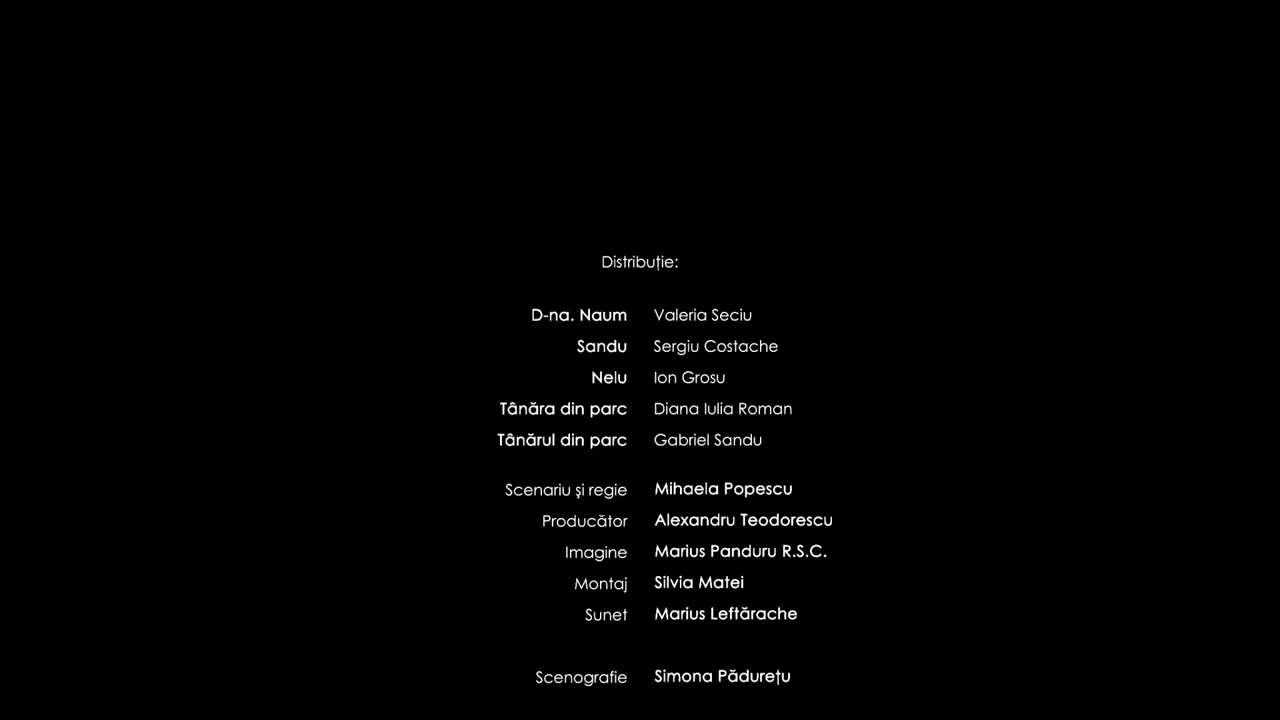 Distribuție:
D-na. Naum Valeria Seciu
Sandu Sergiu Costache
Nelu Ion Grosu
Tânăra din parc Diana Iulia Roman
Tânărul din parc Gabriel Sandu
Scenariu și regie Mihaela Popescu
Producător Alexandru Teodorescu
Imagine Marius Panduru R.S.C.
Montaj Silvia Matei
Sunet Marius Leftărache
Scenografie Simona Pădurețu